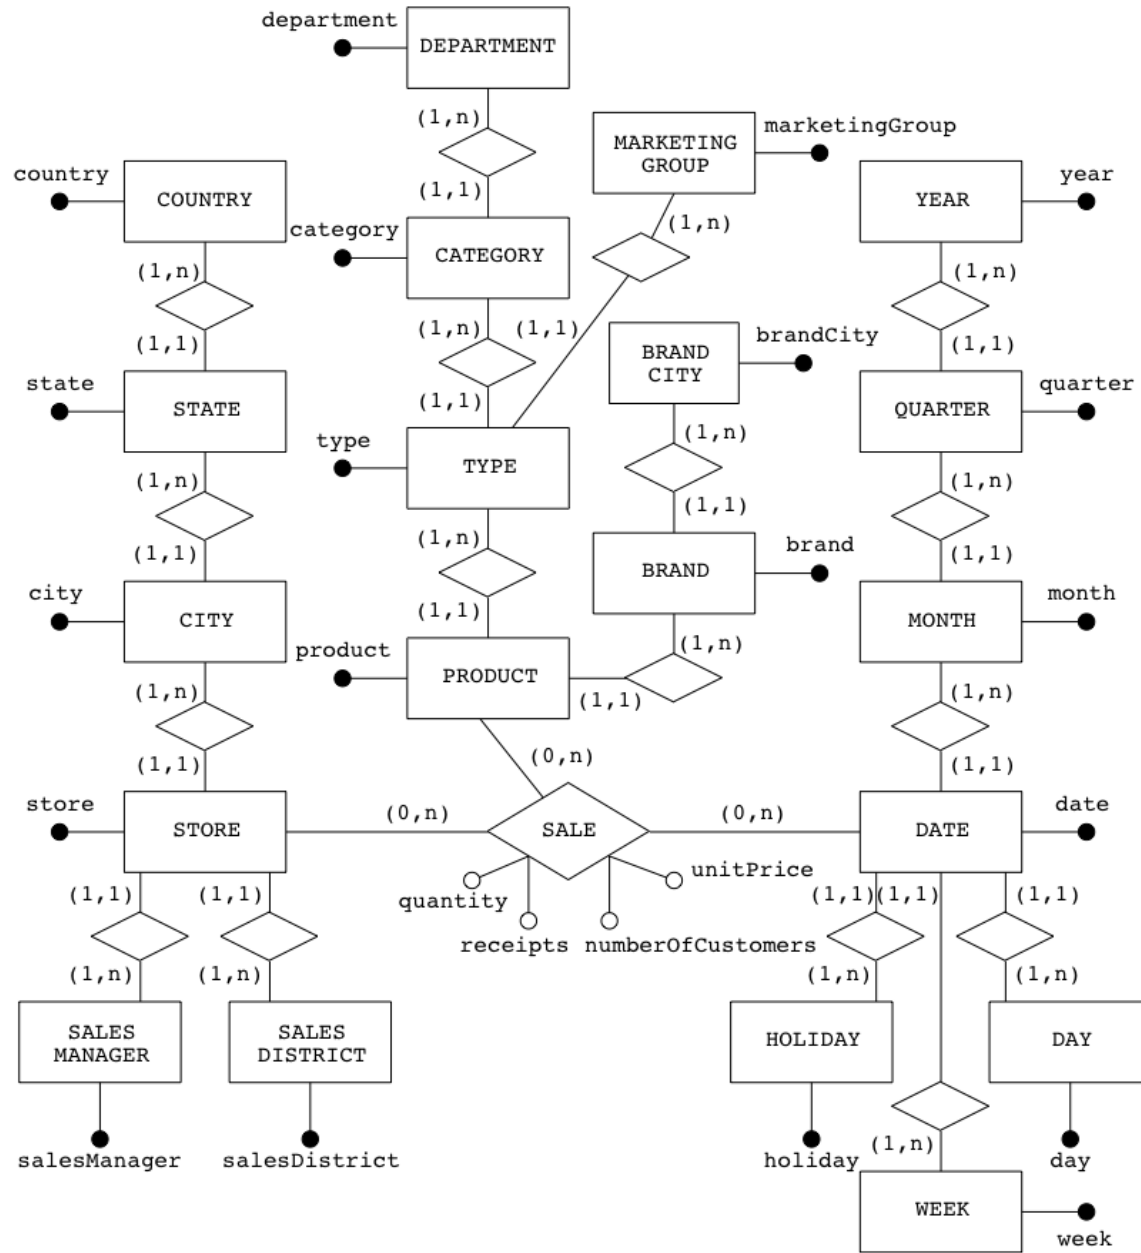 department
DEPARTMENT
(1,n)
(1,1)
MARKETING
GROUP
marketingGroup
(1,n)
(1,1)
country
COUNTRY
(1,n)
(1,1)
category
CATEGORY
(1,n)
(1,1)
year
YEAR
(1,n)
(1,1)
BRAND
CITY
brandCity
(1,n)
(1,1)
state
STATE
(1,n)
(1,1)
type
TYPE
(1,n)
(1,1)
quarter
QUARTER
(1,n)
(1,1)
brand
BRAND
(1,n)
(1,1)
city
CITY
(1,n)
(1,1)
product
PRODUCT
(0,n)
month
MONTH
(1,n)
(1,1)
store
STORE
(0,n)
SALE
(0,n)
date
DATE
quantity
receipts
numberOfCustomers
unitPrice
(1,1)
(1,n)
(1,1)
(1,n)
(1,1)
(1,n)
(1,1)
(1,1)
(1,n)
SALES
MANAGER
salesManager
SALES
DISTRICT
salesDistrict
HOLIDAY
holiday
DAY
day
(1,n)
WEEK
week